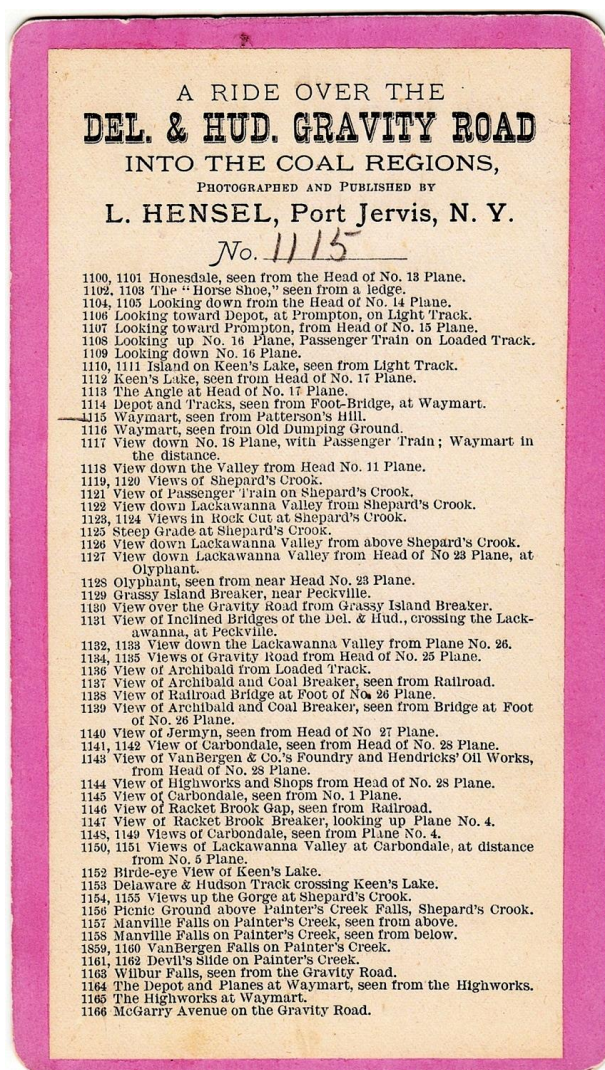 A RIDE OVER THE
DEL. & HUD. GRAVITY ROAD
INTO THE COAL REGIONS,
PHOTOGRAPHED AND PUBLISHED BY
L. HENSEL, Port Jervis, N. Y.
No. 1115
1100, 1101 Honesdale, seen from the Head of No. 13 Plane.
1102, 1103 The “Horse Shoe,” seen from a ledge.
1104, 1105 Looking down from the Head of No. 14 Plane.
1106 Looking toward Depot, at Prompton, on Light Track.
1107 Looking toward Prompton, from Head of No. 15 Plane.
1108 Looking up No. 16 Plane, Passenger Train on Loaded Track.
1109 Looking down No. 16 Plane.
1110, 1111 Island on Keen's Lake, seen from Light Track.
1112 Keen's Lake, seen from Head of No. 17 Plane.
1113 The Angle at Head of No. 17 Plane.
1114 Depot and Tracks, seen from Foot-Bridge, at Waymart.
1115 Waymart, seen from Patterson's Hill.
1116 Waymart, seen from Old Dumping Ground.
1117 View down No. 18 Plane, with Passenger Train; Waymart in
the distance.
1118 View down the Valley from Head No. 11 Plane.
1119, 1120 Views of Shepard's Crook.
1121 View of Passenger Train on Shepard's Crook.
1122 View down Lackawanna Valley from Shepard's Crook.
1123, 1124 Views in Rock Cut at Shepard's Crook.
1125 Steep Grade at Shepard's Crook.
1126 View down Lackawanna Valley from above Shepard's Crook.
1127 View down Lackawanna Valley from Head of No 23 Plane, at
Olyphant.
1128 Olyphant, seen from near Head No. 23 Plane.
1129 Grassy Island Breaker, near Peckville.
1130 View over the Gravity Road from Grassy Island Breaker.
1131 View of Inclined Bridges of the Del. & Hud., crossing the Lack-
awanna, at Peckville.
1132, 1133 View down the Lackawanna Valley from Plane No. 26.
1134, 1135 Views of Gravity Road from Head of No. 25 Plane.
1136 View of Archibald from Loaded Track.
1137 View of Archibald and Coal Breaker, seen from Railroad.
1138 View of Railroad Bridge at Foot of No. 26 Plane.
1139 View of Archibald and Coal Breaker, seen from Bridge at Foot
of No. 26 Plane.
1140 View of Jermyn, seen from Head of No 27 Plane.
1141, 1142 View of Carbondale, seen from Head of No. 28 Plane.
1143 View of VanBergen & Co.'s Foundry and Hendricks' Oil Works,
from Head of No. 28 Plane.
1144 View of Highworks and Shops from Head of No. 28 Plane.
1145 View of Carbondale, seen from No. 1 Plane.
1146 View of Racket Brook Gap, seen from Railroad.
1147 View of Racket Brook Breaker, looking up Plane No. 4.
1148, 1149 Views of Carbondale, seen from Plane No. 4.
1150, 1151 Views of Lackawanna Valley at Carbondale, at distance
from No. 5 Plane.
1152 Birde-eye View of Keen's Lake.
1153 Delaware & Hudson Track crossing Keen's Lake.
1154, 1155 Views up the Gorge at Shepard's Crook.
1156 Picnic Ground above Painter's Creek Falls, Shepard's Crook.
1157 Manville Falls on Painter's Creek, seen from above.
1158 Manville Falls on Painter's Creek, seen from below.
1859, 1160 VanBergen Falls on Painter's Creek.
1161, 1162 Devil's Slide on Painter's Creek.
1163 Wilbur Falls, seen from the Gravity Road.
1164 The Depot and Planes at Waymart, seen from the Highworks.
1165 The Highworks at Waymart.
1166 McGarry Avenue on the Gravity Road.